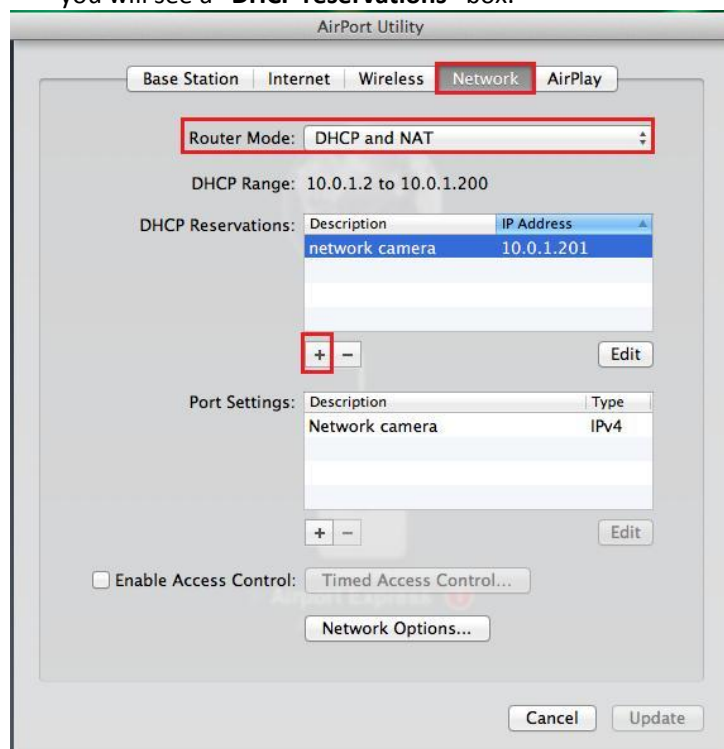 you will see a "DHCP reservations" box.
AirPort Utility
Base Station Internet Wireless Network AirPlay
Router Mode: DHCP and NAT
DHCP Range: 10.0.1.2 to 10.0.1.200
DHCP Reservations: Description IP Address
network camera 10.0.1.201
+ - Edit
Port Settings: Description Type
Network camera IPv4
+ - Edit
Enable Access Control: Timed Access Control...
Network Options...
Cancel Update